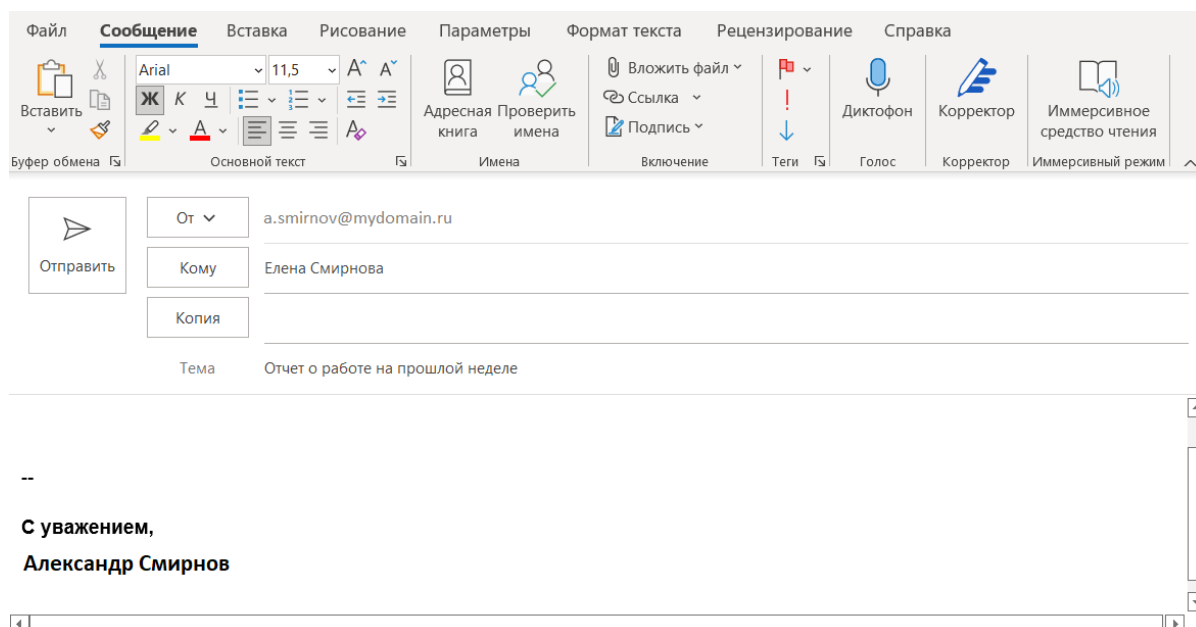 Файл Сообщение Вставка Рисование Параметры Формат текста Рецензирование Справка
Arial 11,5 A A Вложить файл
Ж К Ч Ссылка
Вставить Адресная Проверить Диктофон Корректор Иммерсивное
А книга имена Подпись средство чтения
Буфер обмена Основной текст Имена Включение Теги Голос Корректор Иммерсивный режим
От a.smirnov@mydomain.ru
Отправить Кому Елена Смирнова
Копия
Тема Отчет о работе на прошлой неделе
--
С уважением,
Александр Смирнов